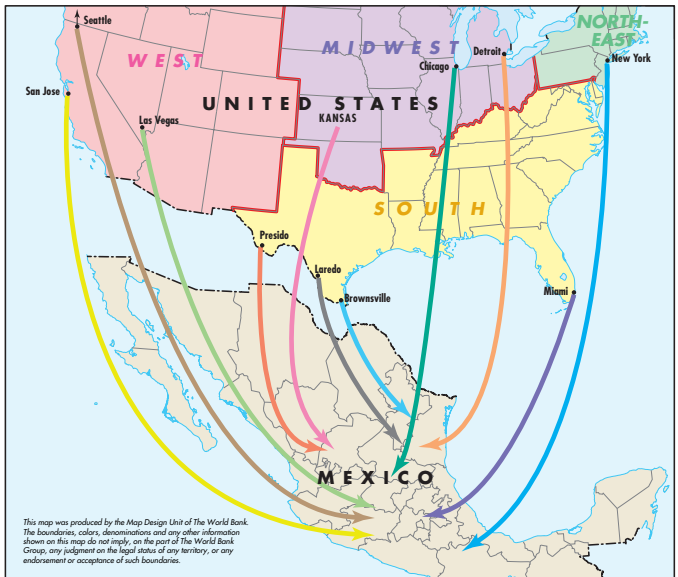 Seattle
NORTH-
EAST
WEST
MIDWEST
Detroit
Chicago
New York
San Jose
UNITED STATES
Las Vegas
KANSAS
SOUTH
Presido
Laredo
Brownsville
Miami
MEXICO
This map was produced by the Map Design Unit of The World Bank.
The boundaries, colors, denominations and any other information
shown on this map do not imply, on the part of The World Bank
Group, any judgment on the legal status of any territory, or any
endorsement or acceptance of such boundaries.